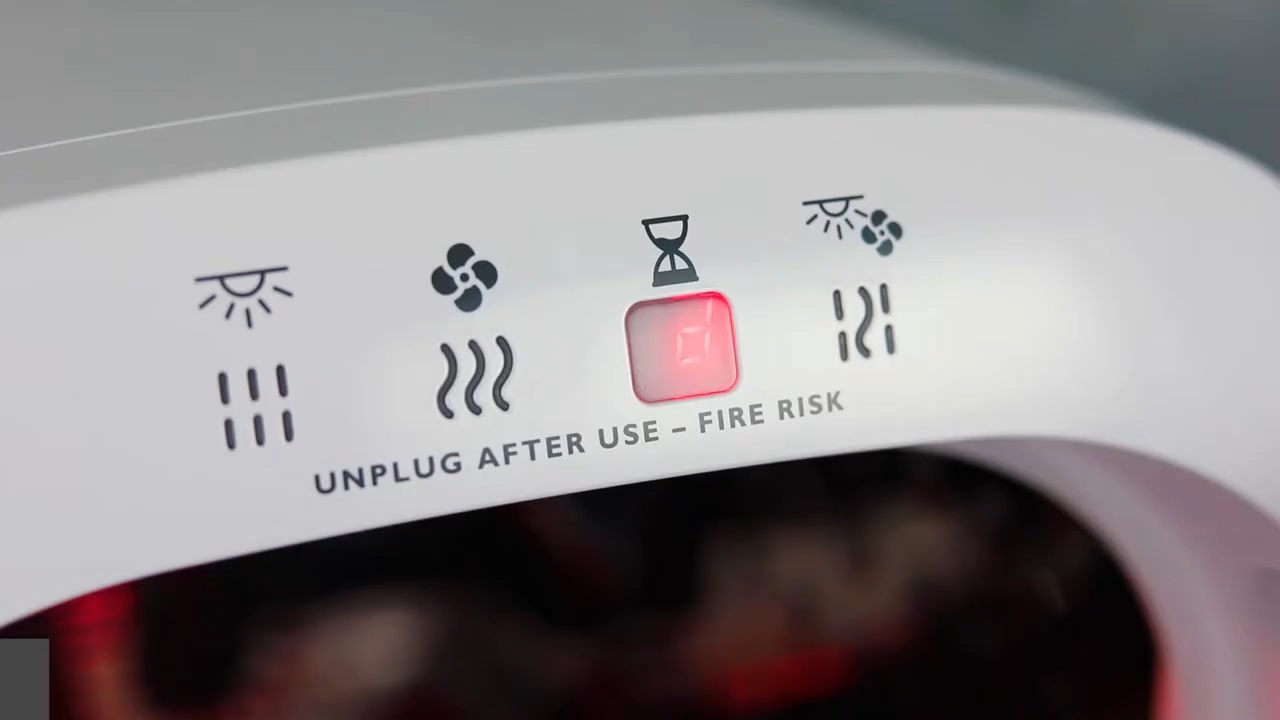 UNPLUG AFTER USE – FIRE RISK